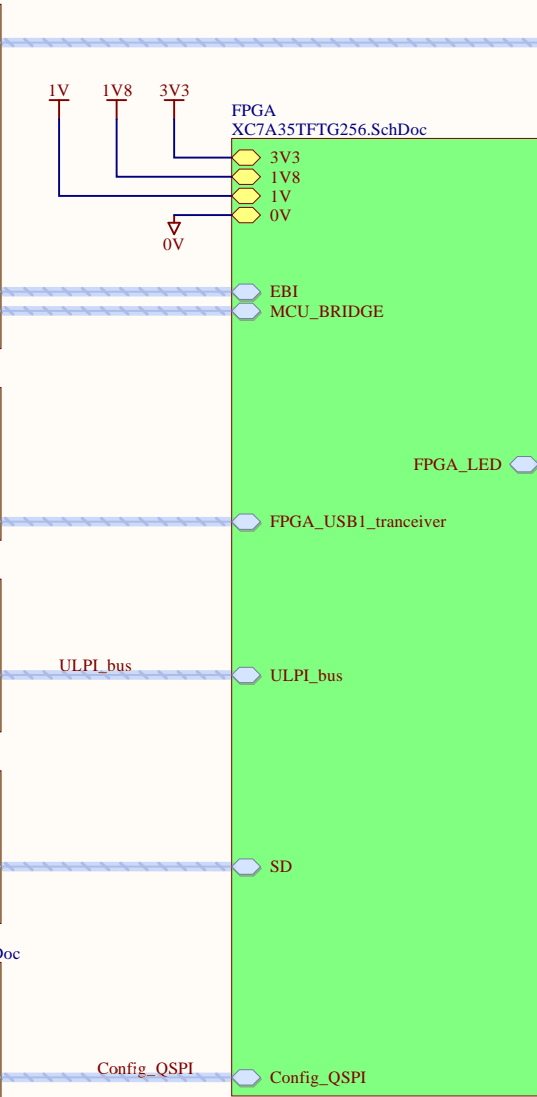 1V 1V8 3V3
FPGA
XC7A35TFTG256.SchDoc
3V3
1V8
1V
0V
0V
EBI
MCU_BRIDGE
FPGA_LED
FPGA_USB1_tranceiver
ULPI_bus
ULPI_bus
SD
Config_QSPI
Config_QSPI